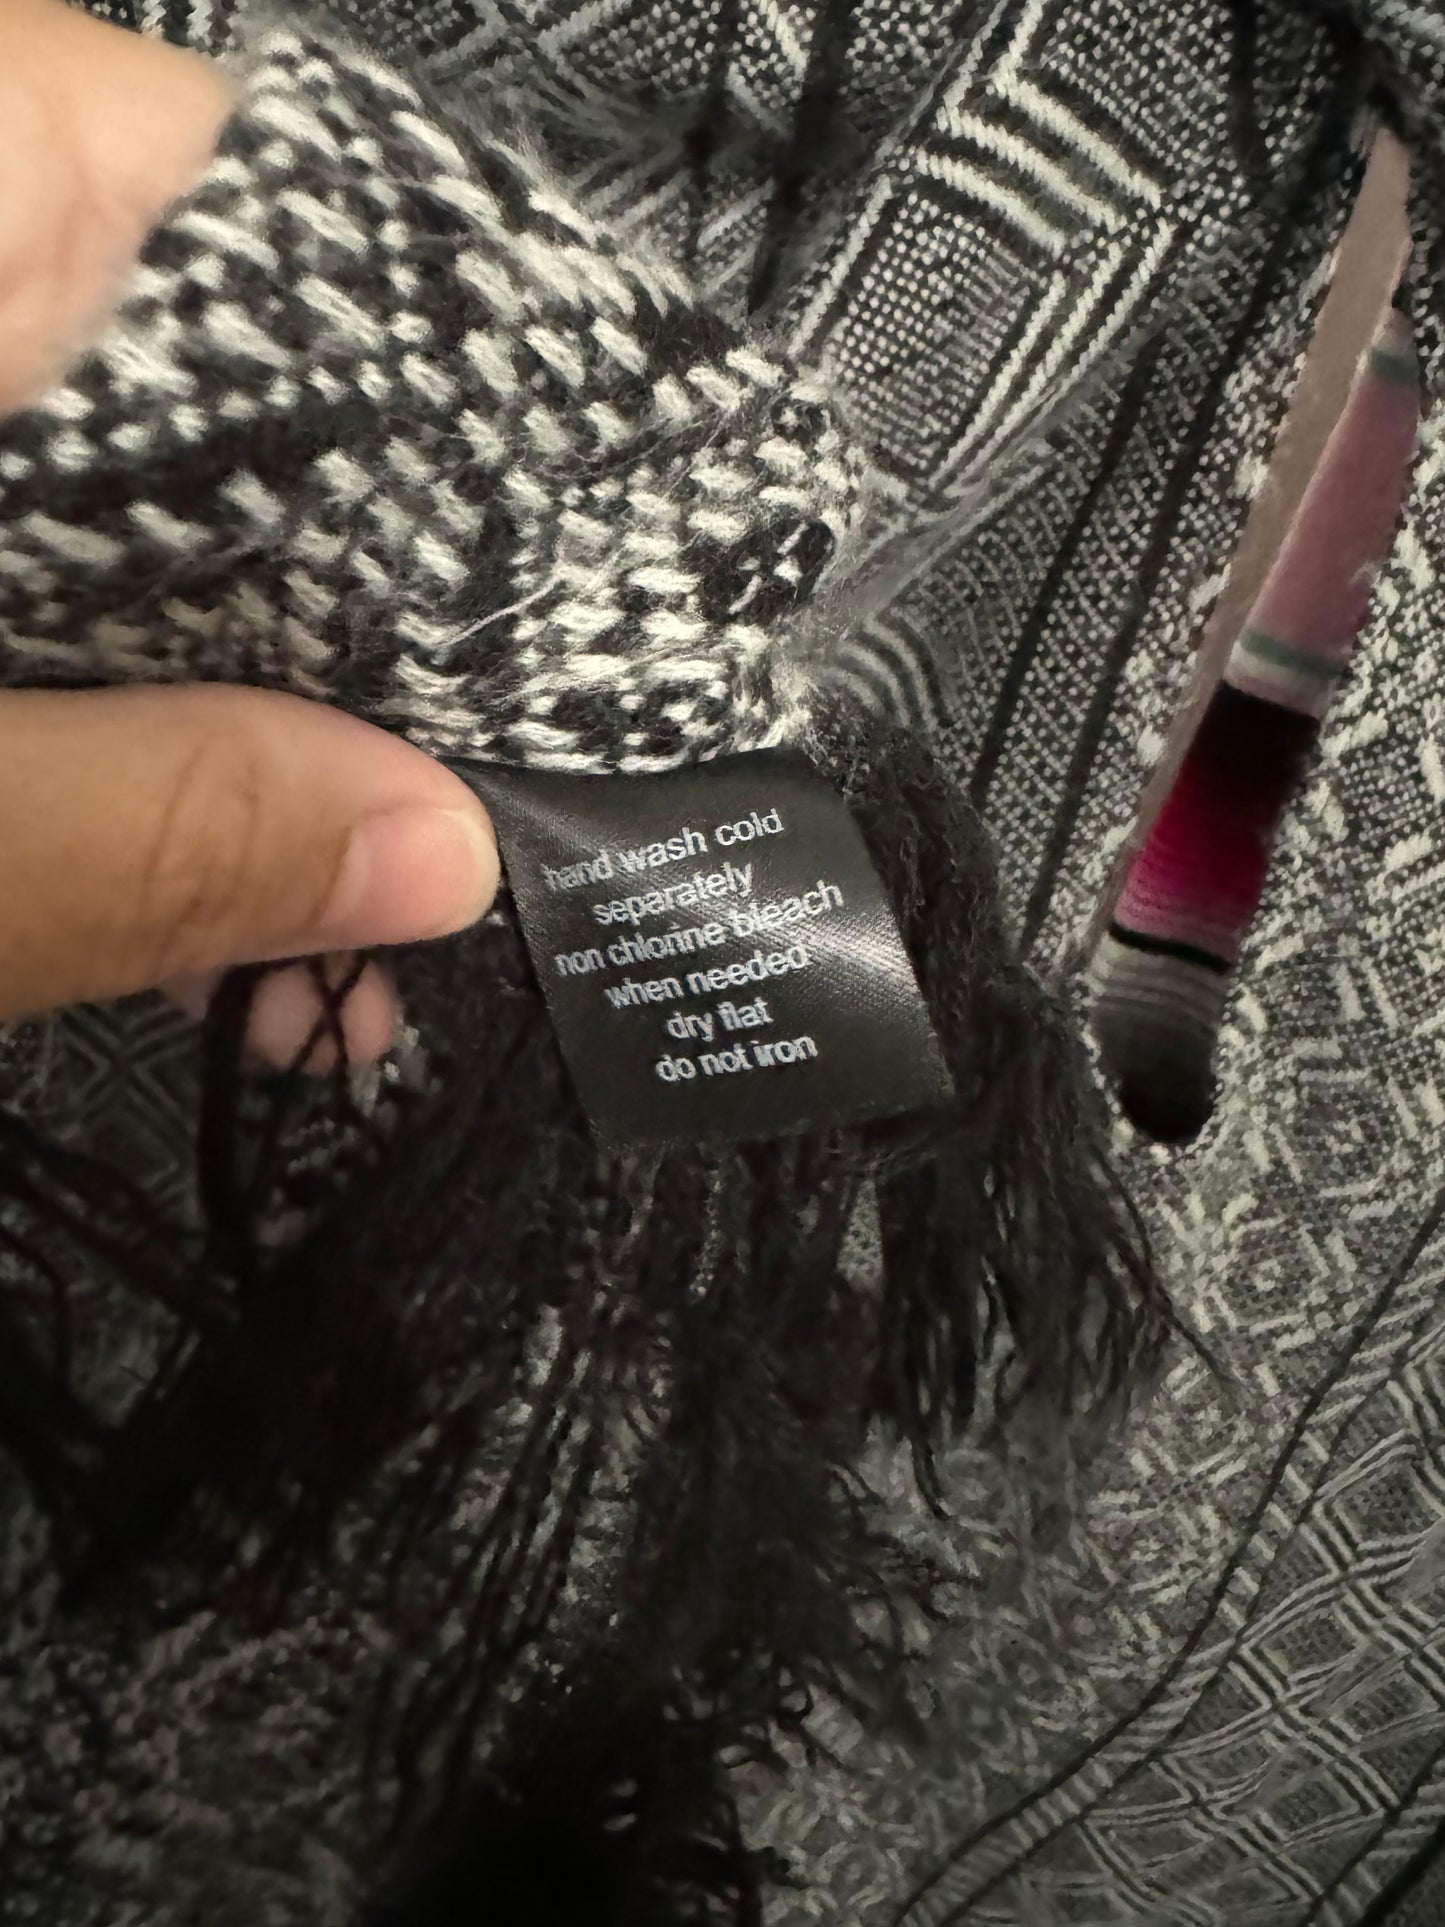 hand wash cold
separately
non chlorine bleach
when needed
dry flat
do not iron